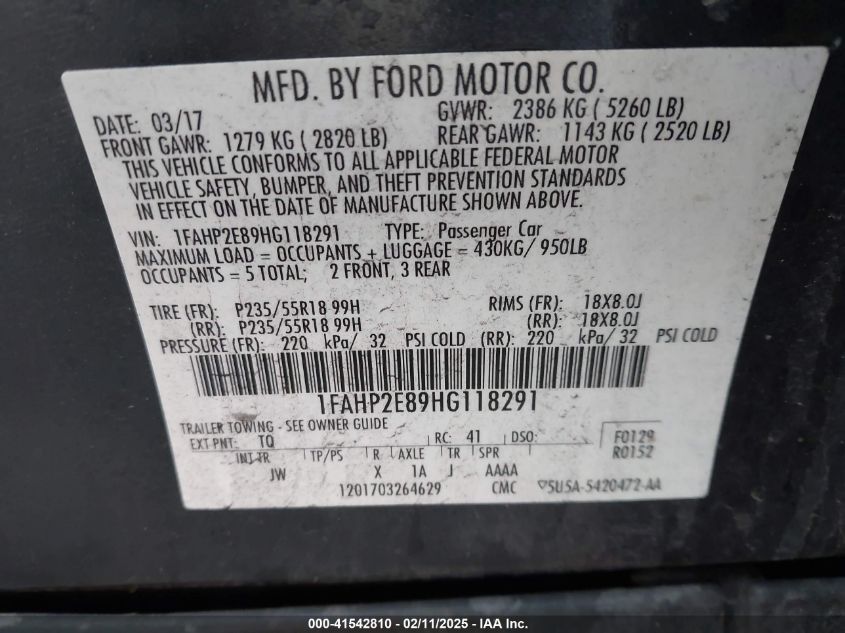 MFD. BY FORD MOTOR CO.
DATE: 03/17 GVWR: 2386 KG ( 5260 LB)
FRONT GAWR: 1279 KG ( 2820 LB) REAR GAWR: 1143 KG ( 2520 LB)
THIS VEHICLE CONFORMS TO ALL APPLICABLE FEDERAL MOTOR
VEHICLE SAFETY, BUMPER, AND THEFT PREVENTION STANDARDS
IN EFFECT ON THE DATE OF MANUFACTURE SHOWN ABOVE.
VIN: 1FAHP2E89HG118291 TYPE: Passenger Car
MAXIMUM LOAD = OCCUPANTS + LUGGAGE = 430KG/ 950LB
OCCUPANTS = 5 TOTAL; 2 FRONT, 3 REAR
TIRE (FR): P235/55R18 99H RIMS (FR): 18X8.0J
(RR): P235/55R18 99H (RR): 18X8.0J
PRESSURE (FR): 220 kPa/ 32 PSI COLD (RR): 220 kPa/ 32 PSI COLD
1FAHP2E89HG118291
TRAILER TOWING - SEE OWNER GUIDE
EXT PNT: TQ RC: 41 DSO: F0129
R0152
INT TR TP/PS R AXLE TR SPR
JW X 1A J AAAA
1201703264629 CMC 5U5A-5420472-AA
000-41542810 - 02/11/2025 - IAA Inc.